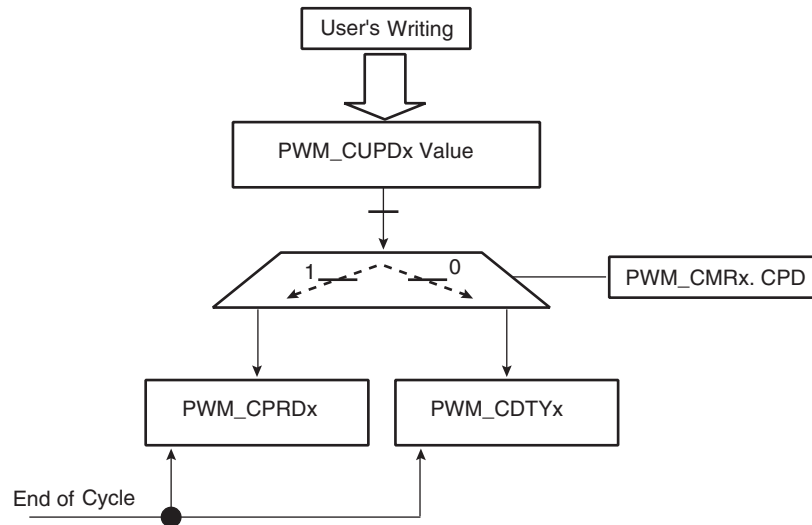 User's Writing
PWM_CUPDx Value
1
0
PWM_CMRx. CPD
PWM_CPRDx
PWM_CDTYx
End of Cycle